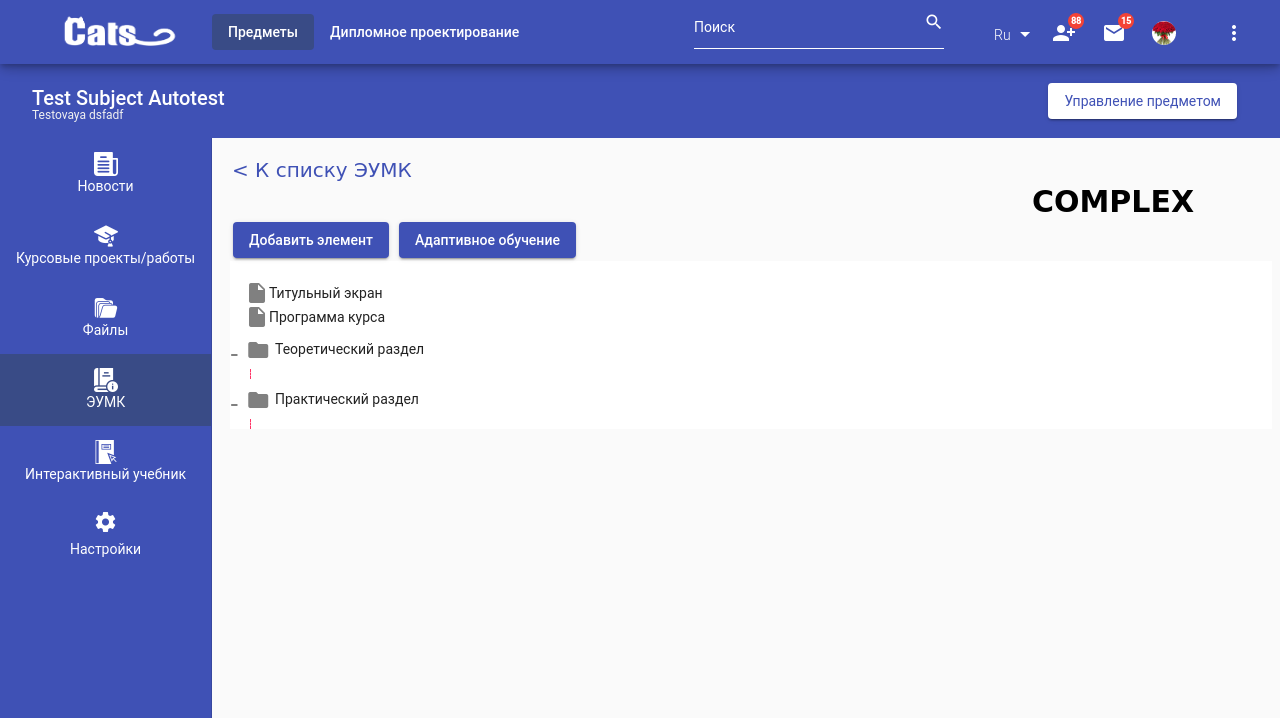 Cats
Предметы
Дипломное проектирование
Поиск
Ru
88
15
Test Subject Autotest
Testovaya dsfadf
Управление предметом
Новости
Курсовые проекты/работы
Файлы
ЭУМК
Интерактивный учебник
Настройки
< К списку ЭУМК
COMPLEX
Добавить элемент
Адаптивное обучение
Титульный экран
Программа курса
Теоретический раздел
Практический раздел